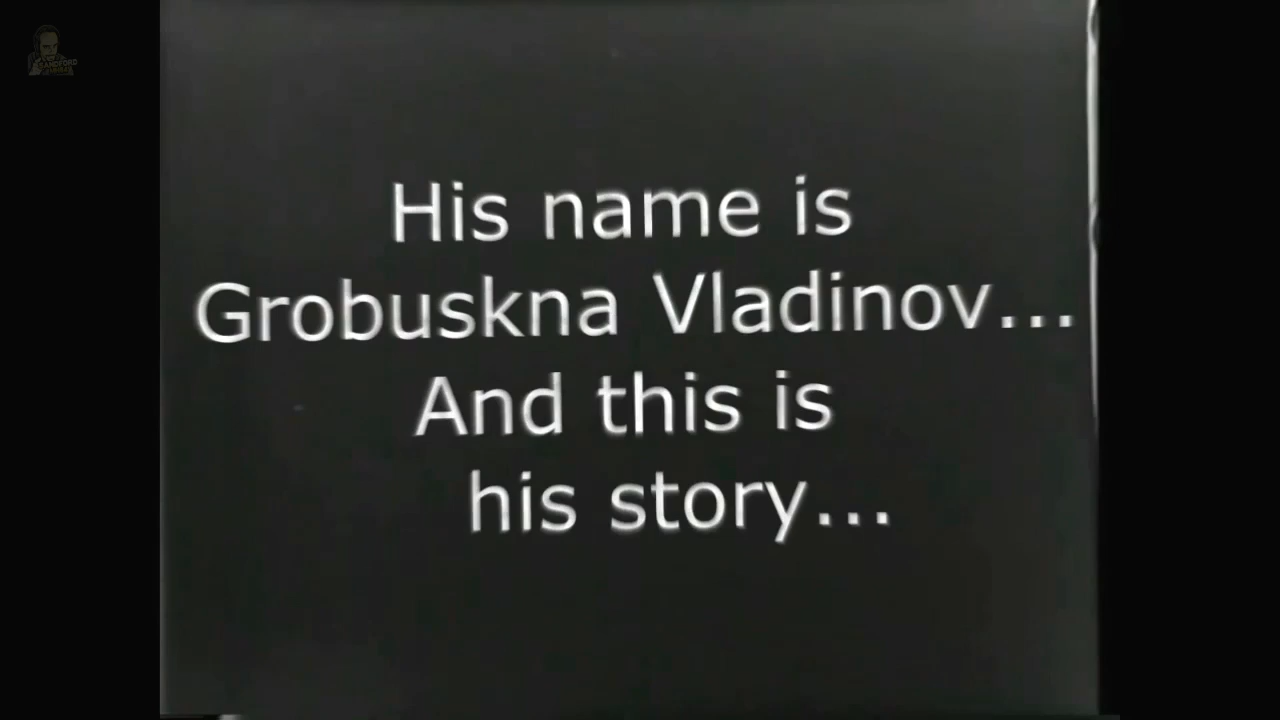 His name is
Grobuskna Vladinov...
And this is
his story...